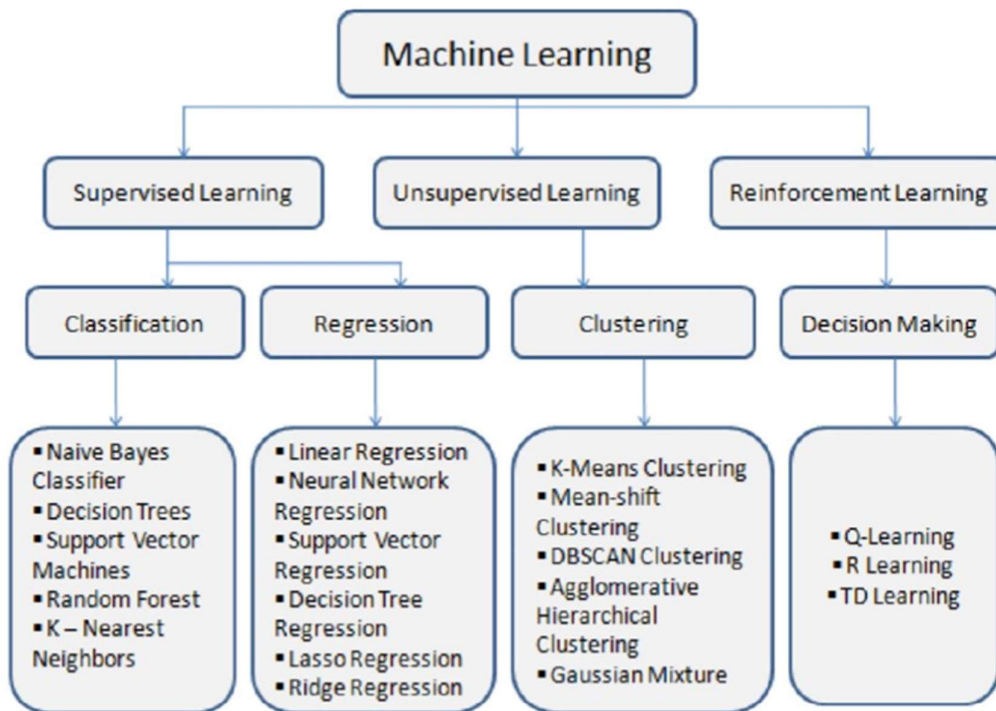 Machine Learning
Supervised Learning
Unsupervised Learning
Reinforcement Learning
Classification
Regression
Clustering
Decision Making
▪ Naive Bayes
Classifier
▪ Decision Trees
▪ Support Vector
Machines
▪ Random Forest
▪ K – Nearest
Neighbors
▪ Linear Regression
▪ Neural Network
Regression
▪ Support Vector
Regression
▪ Decision Tree
Regression
▪ Lasso Regression
▪ Ridge Regression
▪ K-Means Clustering
▪ Mean-shift
Clustering
▪ DBSCAN Clustering
▪ Agglomerative
Hierarchical
Clustering
▪ Gaussian Mixture
▪ Q-Learning
▪ R Learning
▪ TD Learning